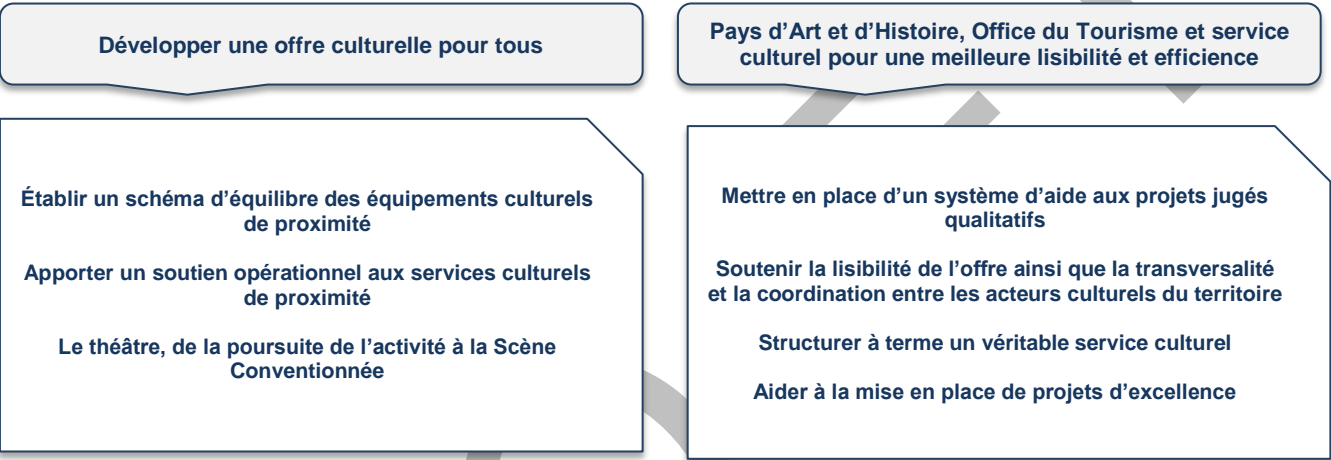 Développer une offre culturelle pour tous
Établir un schéma d’équilibre des équipements culturels
de proximité
Apporter un soutien opérationnel aux services culturels
de proximité
Le théâtre, de la poursuite de l’activité à la Scène
Conventionnée
Pays d’Art et d’Histoire, Office du Tourisme et service
culturel pour une meilleure lisibilité et efficience
Mettre en place d’un système d’aide aux projets jugés
qualitatifs
Soutenir la lisibilité de l’offre ainsi que la transversalité
et la coordination entre les acteurs culturels du territoire
Structurer à terme un véritable service culturel
Aider à la mise en place de projets d’excellence